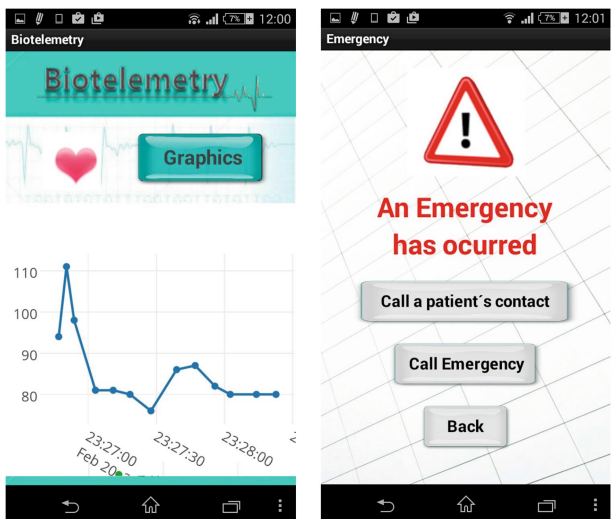 7% 12:00
Biotelemetry
Biotelemetry
Graphics
110
100
90
80
23:27:00
23:27:30
23:28:00
Feb 20
7% 12:01
Emergency
An Emergency
has ocurred
Call a patient´s contact
Call Emergency
Back